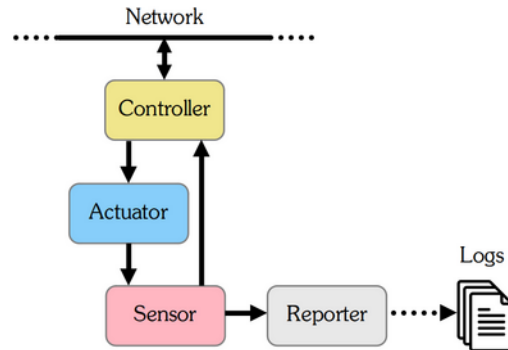 Network
Controller
Actuator
Logs
Sensor
Reporter